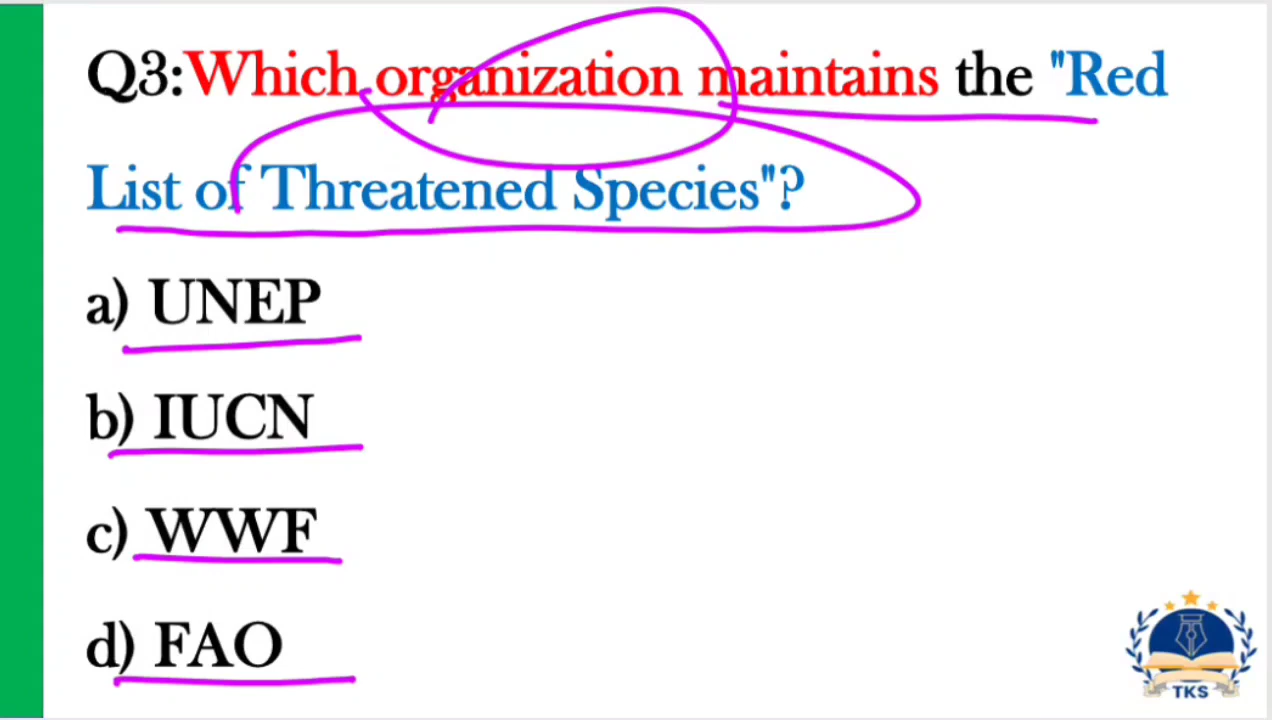 Q3:Which organization maintains the "Red
List of Threatened Species"?
a) UNEP
b) IUCN
c) WWF
d) FAO
TKS